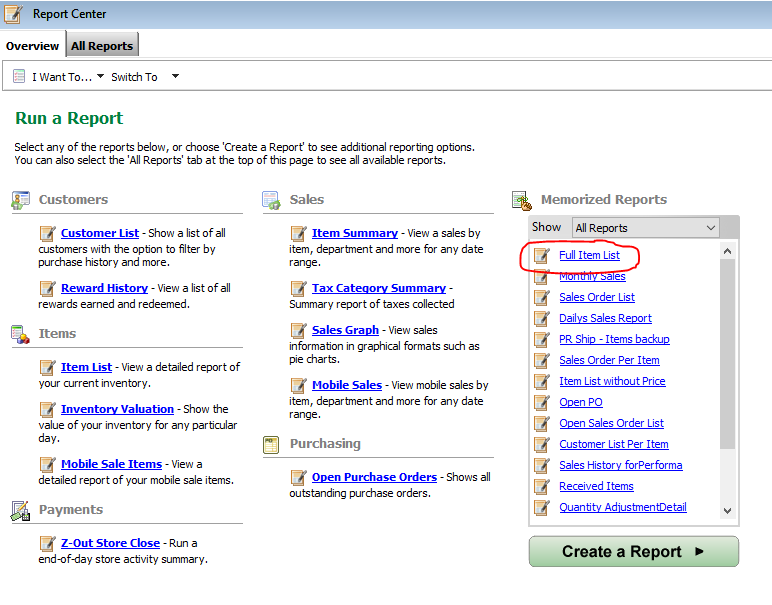 Report Center
Overview All Reports
I Want To... Switch To
Run a Report
Select any of the reports below, or choose 'Create a Report' to see additional reporting options.
You can also select the 'All Reports' tab at the top of this page to see all available reports.
Customers
Customer List - Show a list of all
customers with the option to filter by
purchase history and more.
Reward History - View a list of all
rewards earned and redeemed.
Items
Item List - View a detailed report of
your current inventory.
Inventory Valuation - Show the
value of your inventory for any particular
day.
Mobile Sale Items - View a
detailed report of your mobile sale items.
Payments
Z-Out Store Close - Run a
end-of-day store activity summary.
Sales
Item Summary - View a sales by
item, department and more for any date
range.
Tax Category Summary -
Summary report of taxes collected
Sales Graph - View sales
information in graphical formats such as
pie charts.
Mobile Sales - View mobile sales by
item, department and more for any date
range.
Purchasing
Open Purchase Orders - Shows all
outstanding purchase orders.
Memorized Reports
Show All Reports
Full Item List
Monthly Sales
Sales Order List
Dailys Sales Report
PR Ship - Items backup
Sales Order Per Item
Item List without Price
Open PO
Open Sales Order List
Customer List Per Item
Sales History forPerforma
Received Items
Quantity AdjustmentDetail
Create a Report